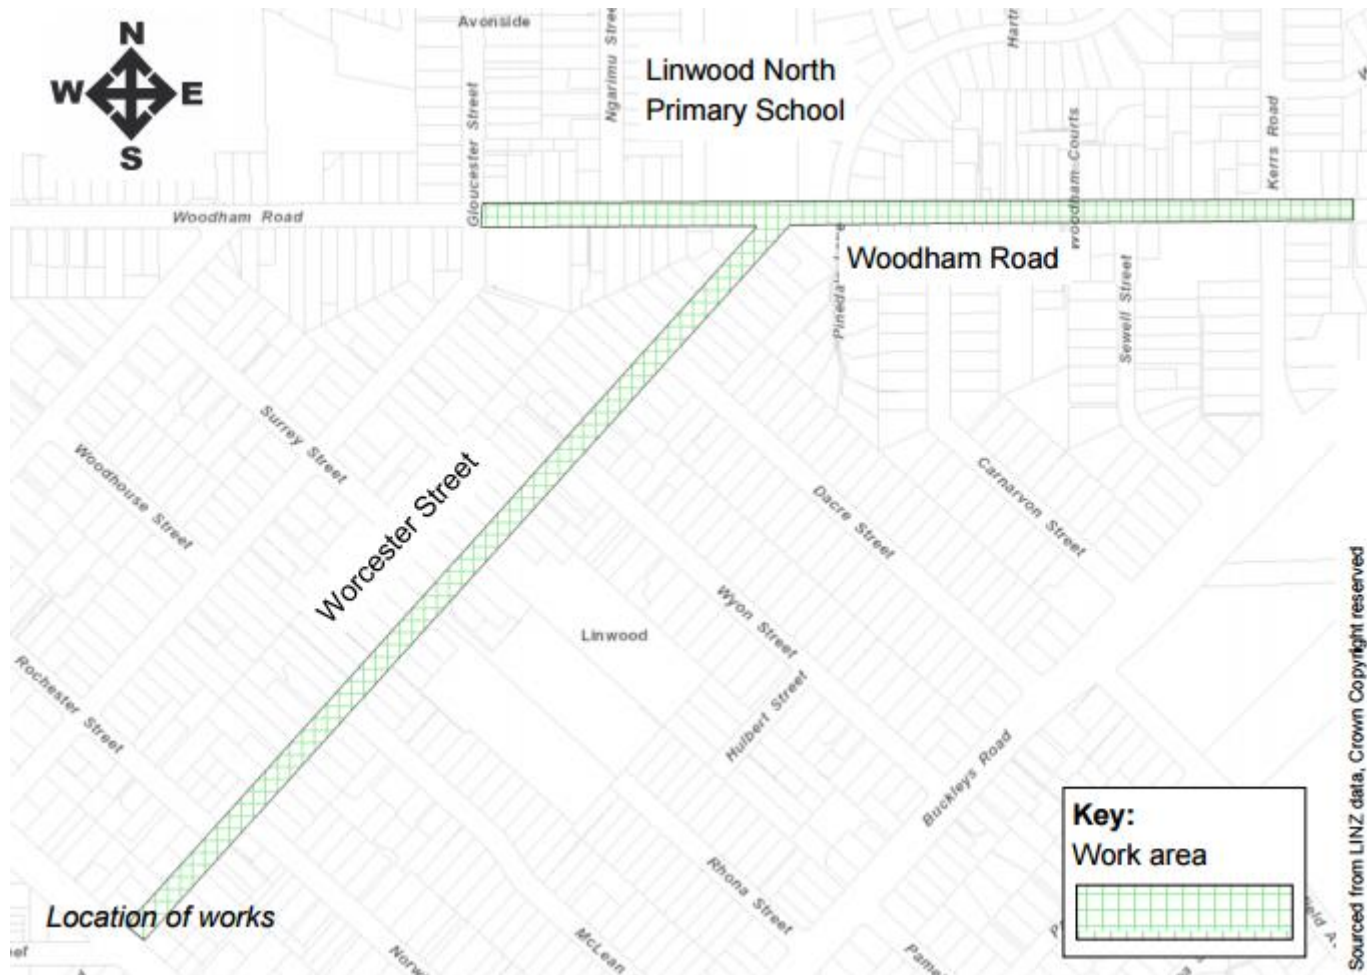 N
W E
S
Avonside
Ngarimu Street
Linwood North
Primary School
Gloucester Street
Woodham Courts
Kerrs Road
Woodham Road
Woodham Road
Sewell Street
Surrey Street
Woodhouse Street
Worcester Street
Carnarvon Street
Dacre Street
Wyon Street
Linwood
Rochester Street
Hulbert Street
Buckleys Road
Rhona Street
McLean
Location of works
Key:
Work area
Sourced from LINZ data, Crown Copyright reserved